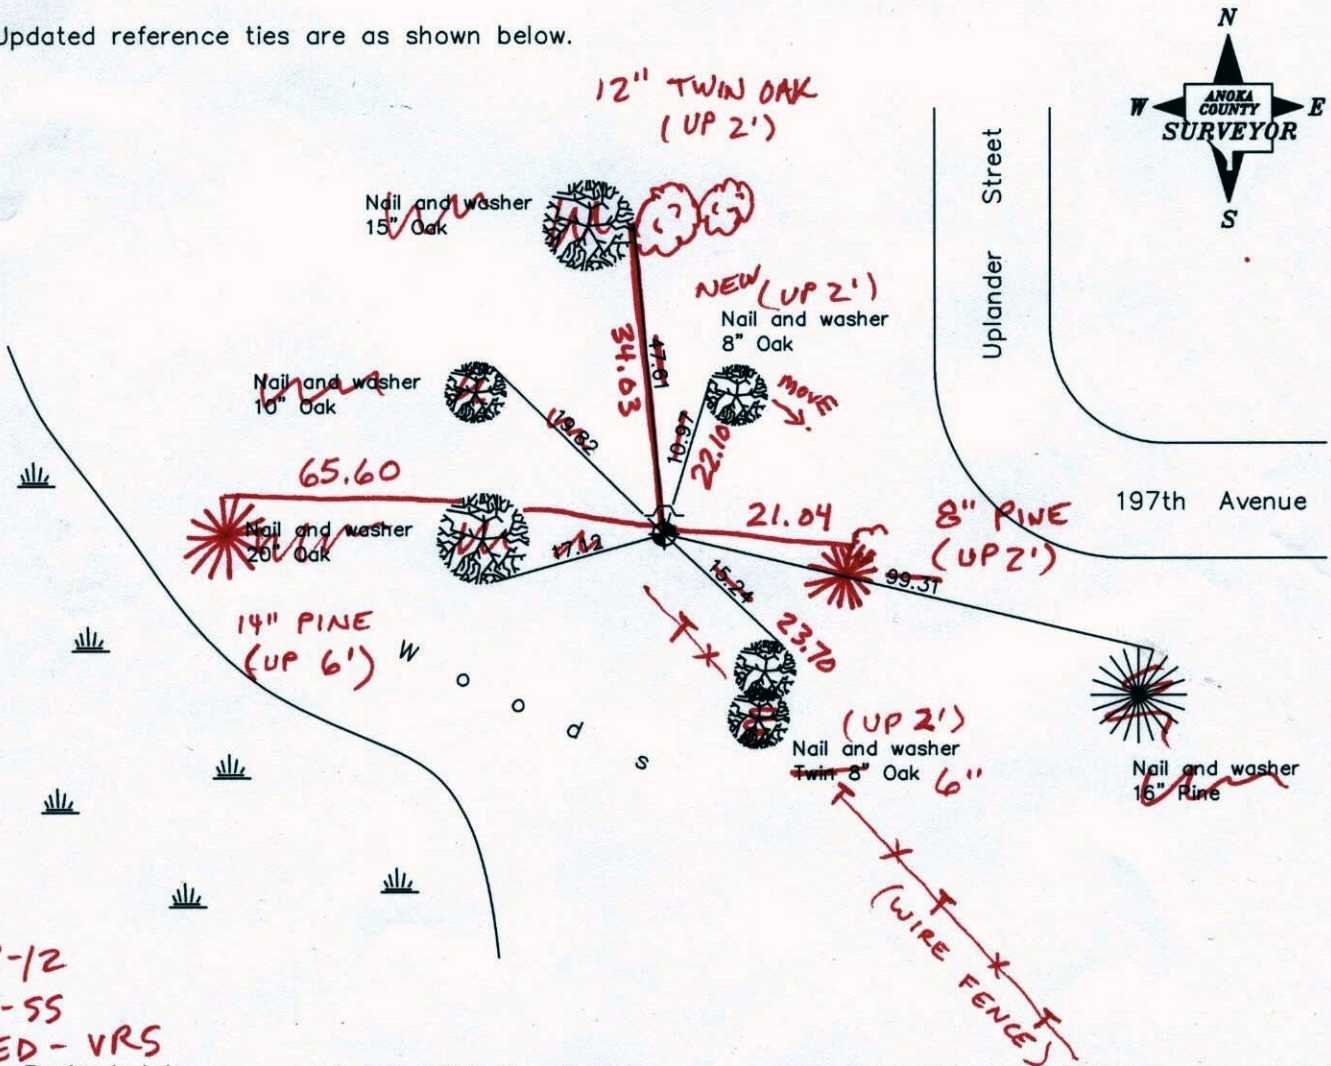 Updated reference ties are as shown below.
N
W
ANOKA
COUNTY
E
SURVEYOR
S
12" TWIN OAK
(UP 2')
Nail and washer
15" Oak
NEW (UP 2')
Nail and washer
8" Oak
MOVE
Uplander Street
34.63
47.61
Nail and washer
10" Oak
19.82
10.97
22.10
65.60
21.04
8" PINE
(UP 2')
197th Avenue
Nail and washer
20" Oak
17.12
15.24
99.31
23.70
14" PINE
(UP 6')
Woods
(UP 2')
Nail and washer
Twin 8" Oak 6"
Nail and washer
16" Pine
(WIRE FENCE)
-12
-SS
ED - VRS